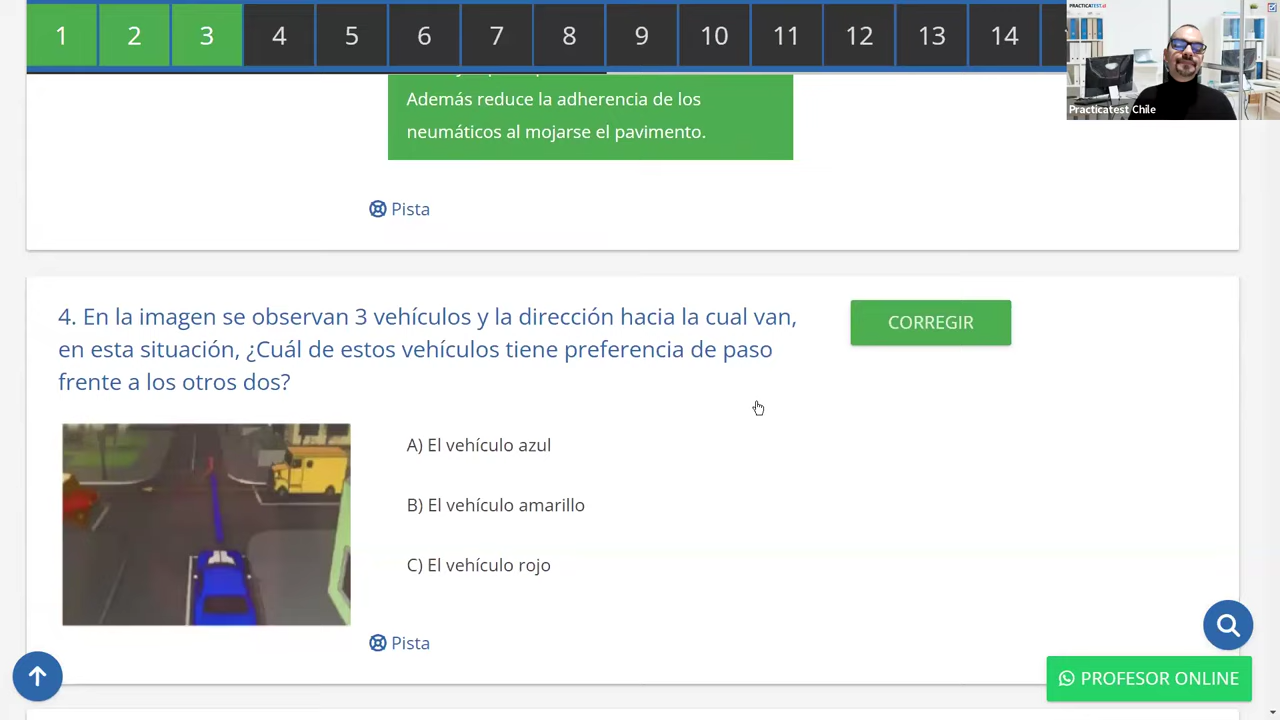 1 2 3 4 5 6 7 8 9 10 11 12 13 14
PRACTICATEST.cl
Practicatest Chile
Además reduce la adherencia de los
neumáticos al mojarse el pavimento.
Pista
4. En la imagen se observan 3 vehículos y la dirección hacia la cual van,
en esta situación, ¿Cuál de estos vehículos tiene preferencia de paso
frente a los otros dos?
CORREGIR
A) El vehículo azul
B) El vehículo amarillo
C) El vehículo rojo
Pista
PROFESOR ONLINE